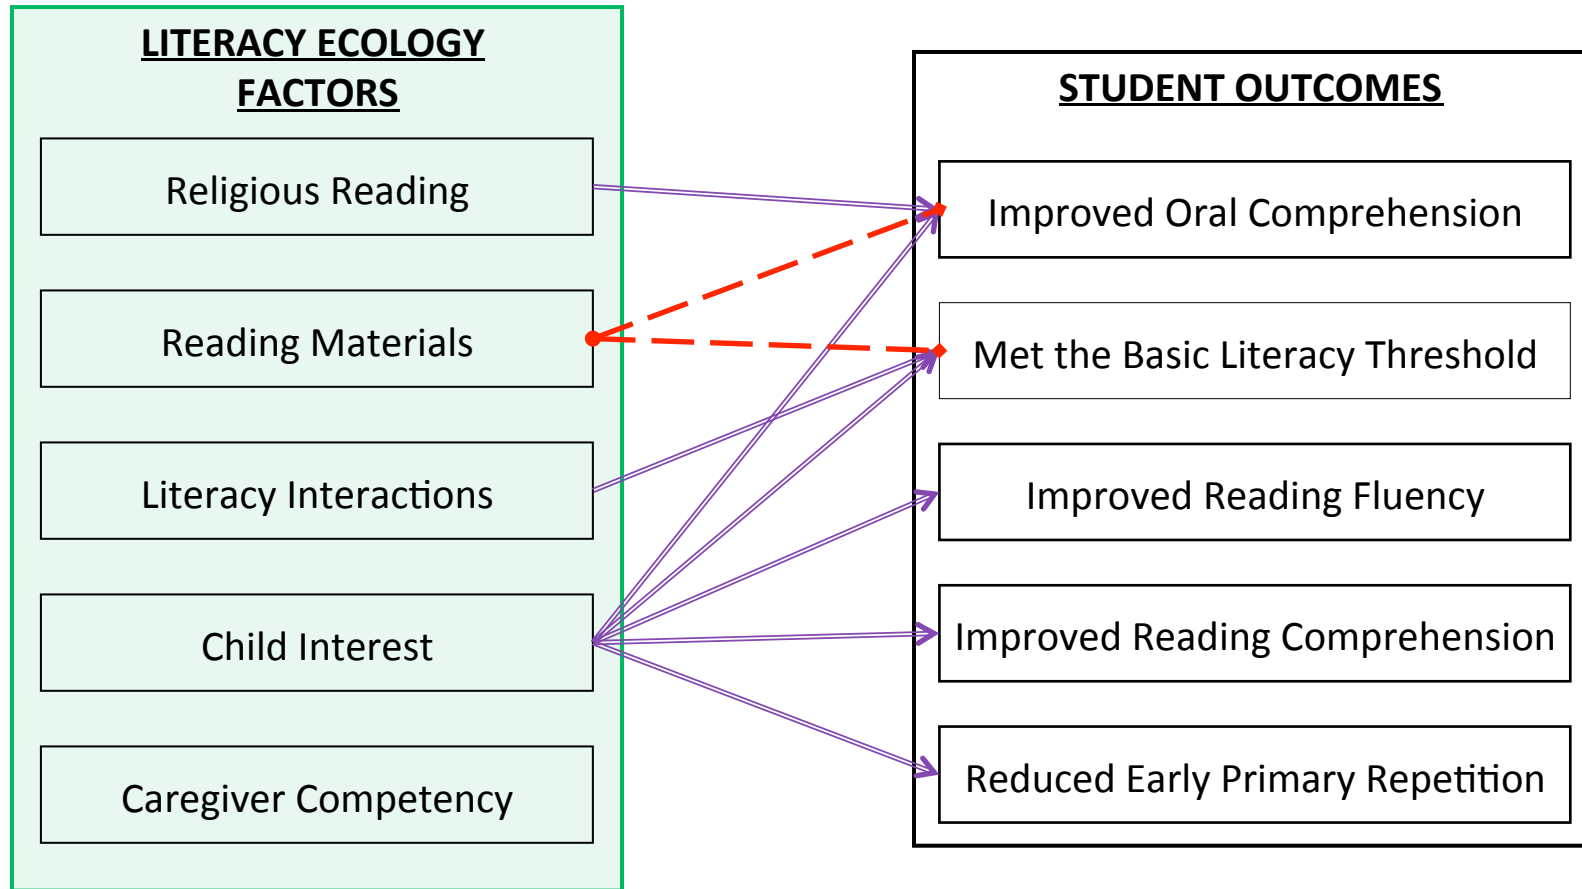 LITERACY ECOLOGY
FACTORS
Religious Reading
Reading Materials
Literacy Interactions
Child Interest
Caregiver Competency
STUDENT OUTCOMES
Improved Oral Comprehension
Met the Basic Literacy Threshold
Improved Reading Fluency
Improved Reading Comprehension
Reduced Early Primary Repetition